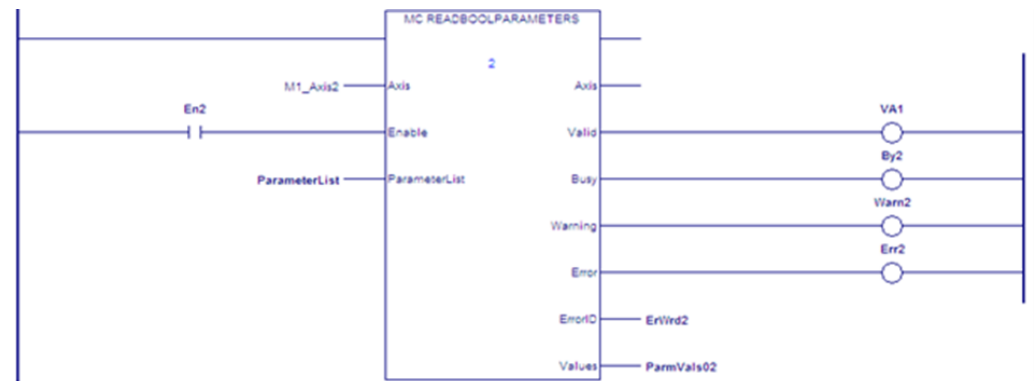 MC READBOOLPARAMETERS
2
M1_Axis2 Axis Axis
En2 VA1
Enable Valid
By2
ParameterList ParameterList Busy
Warn2
Warning
Err2
Error
ErrorID ErWrd2
Values ParmVals02